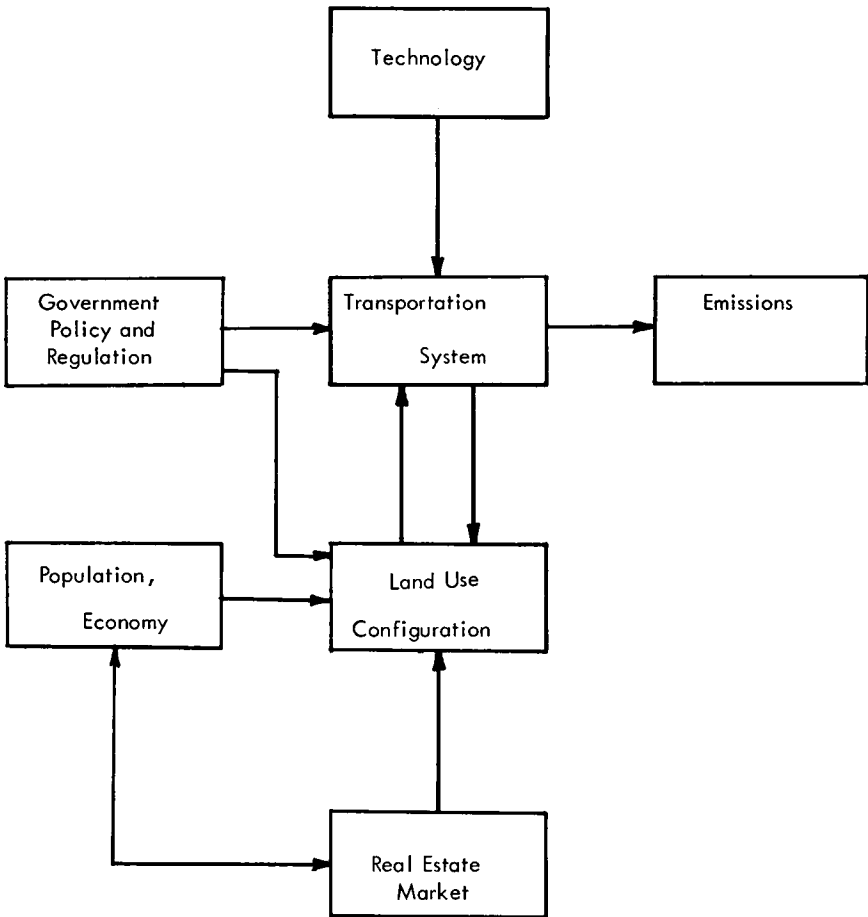 Technology
Government
Policy and
Regulation
Transportation
System
Emissions
Population,
Economy
Land Use
Configuration
Real Estate
Market